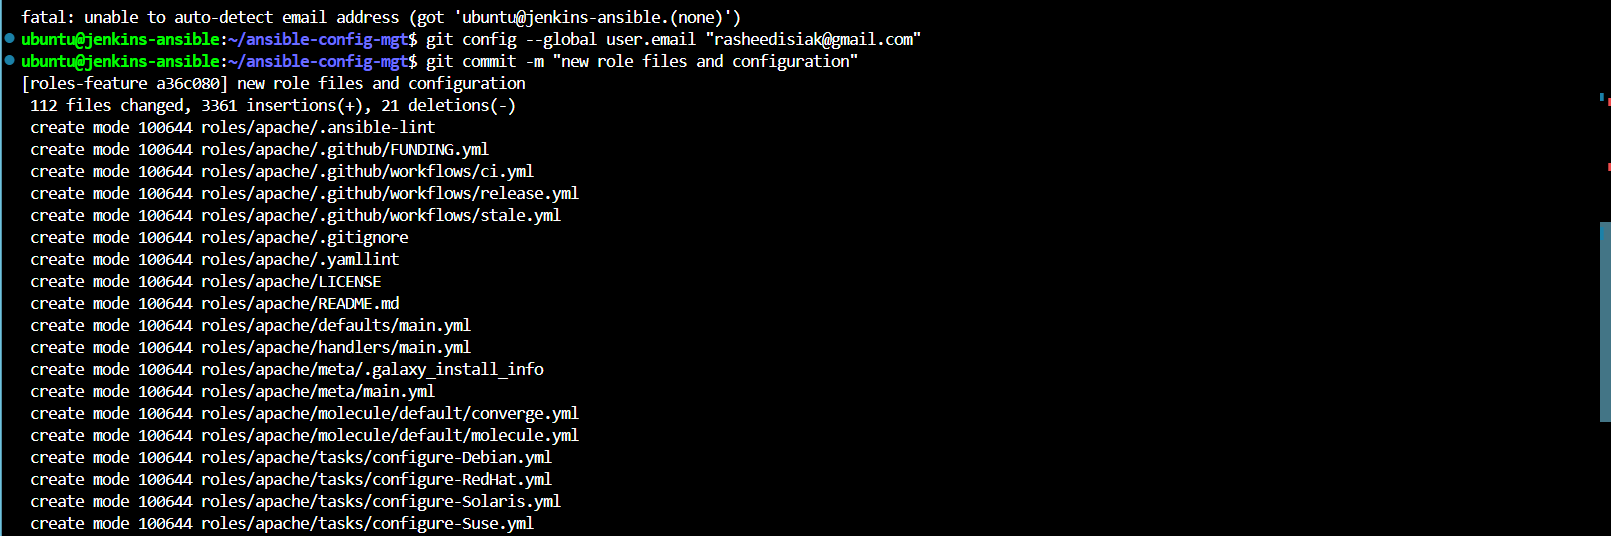 fatal: unable to auto-detect email address (got 'ubuntu@jenkins-ansible.(none)')
ubuntu@jenkins-ansible:~/ansible-config-mgt$ git config --global user.email "rasheedisiak@gmail.com"
ubuntu@jenkins-ansible:~/ansible-config-mgt$ git commit -m "new role files and configuration"
[roles-feature a36c080] new role files and configuration
 112 files changed, 3361 insertions(+), 21 deletions(-)
 create mode 100644 roles/apache/.ansible-lint
 create mode 100644 roles/apache/.github/FUNDING.yml
 create mode 100644 roles/apache/.github/workflows/ci.yml
 create mode 100644 roles/apache/.github/workflows/release.yml
 create mode 100644 roles/apache/.github/workflows/stale.yml
 create mode 100644 roles/apache/.gitignore
 create mode 100644 roles/apache/.yamllint
 create mode 100644 roles/apache/LICENSE
 create mode 100644 roles/apache/README.md
 create mode 100644 roles/apache/defaults/main.yml
 create mode 100644 roles/apache/handlers/main.yml
 create mode 100644 roles/apache/meta/.galaxy_install_info
 create mode 100644 roles/apache/meta/main.yml
 create mode 100644 roles/apache/molecule/default/converge.yml
 create mode 100644 roles/apache/molecule/default/molecule.yml
 create mode 100644 roles/apache/tasks/configure-Debian.yml
 create mode 100644 roles/apache/tasks/configure-RedHat.yml
 create mode 100644 roles/apache/tasks/configure-Solaris.yml
 create mode 100644 roles/apache/tasks/configure-Suse.yml